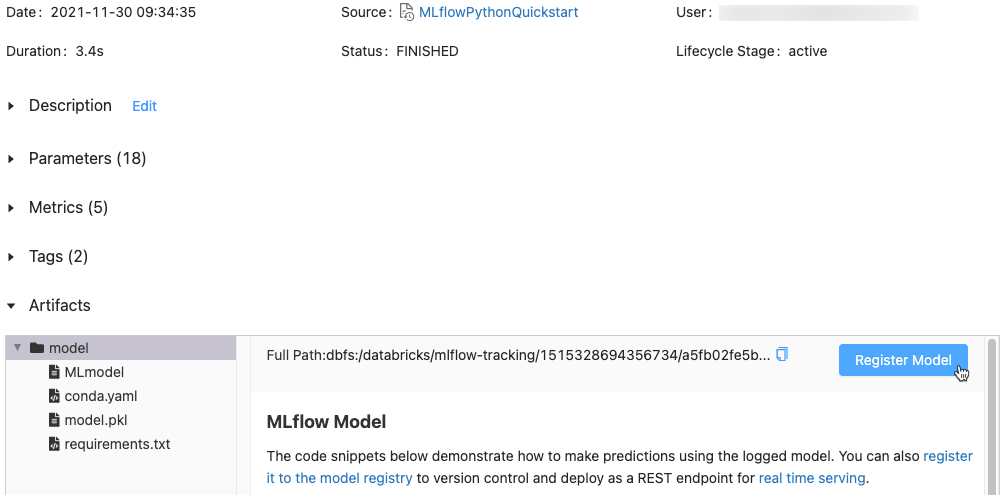 Date: 2021-11-30 09:34:35 Source: MLflowPythonQuickstart User:
Duration: 3.4s Status: FINISHED Lifecycle Stage: active
Description Edit
Parameters (18)
Metrics (5)
Tags (2)
Artifacts
model
MLmodel
conda.yaml
model.pkl
requirements.txt
Full Path:dbfs:/databricks/mlflow-tracking/1515328694356734/a5fb02fe5b...
Register Model
MLflow Model
The code snippets below demonstrate how to make predictions using the logged model. You can also register
it to the model registry to version control and deploy as a REST endpoint for real time serving.